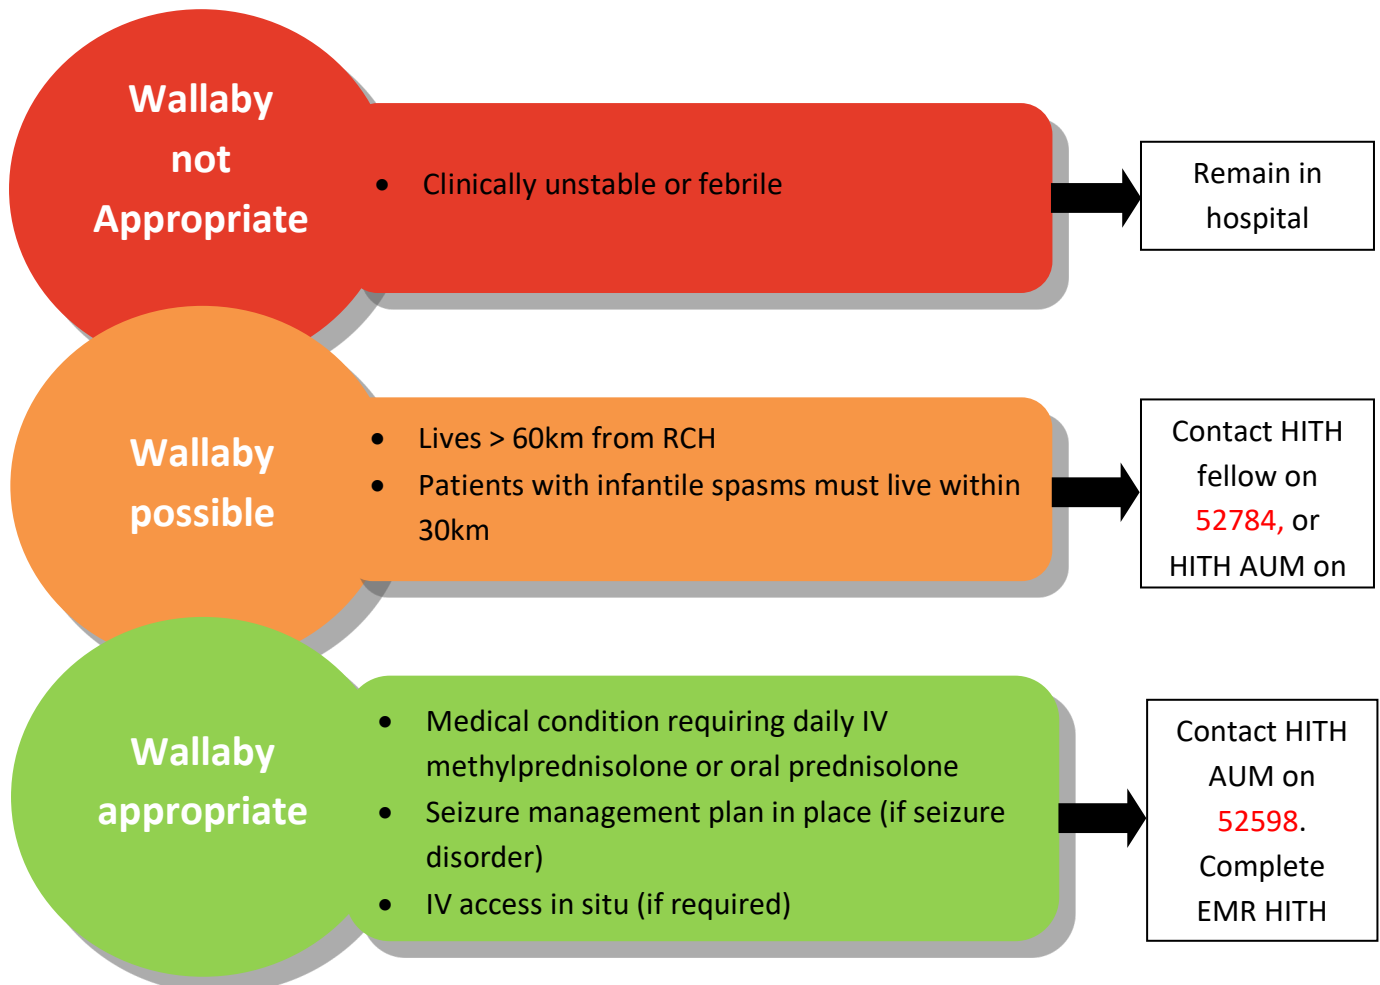 Wallaby
not
Appropriate
• Clinically unstable or febrile
Remain in
hospital
Wallaby
possible
• Lives > 60km from RCH
• Patients with infantile spasms must live within
30km
Contact HITH
fellow on
52784, or
HITH AUM on
Wallaby
appropriate
• Medical condition requiring daily IV
methylprednisolone or oral prednisolone
• Seizure management plan in place (if seizure
disorder)
• IV access in situ (if required)
Contact HITH
AUM on
52598.
Complete
EMR HITH